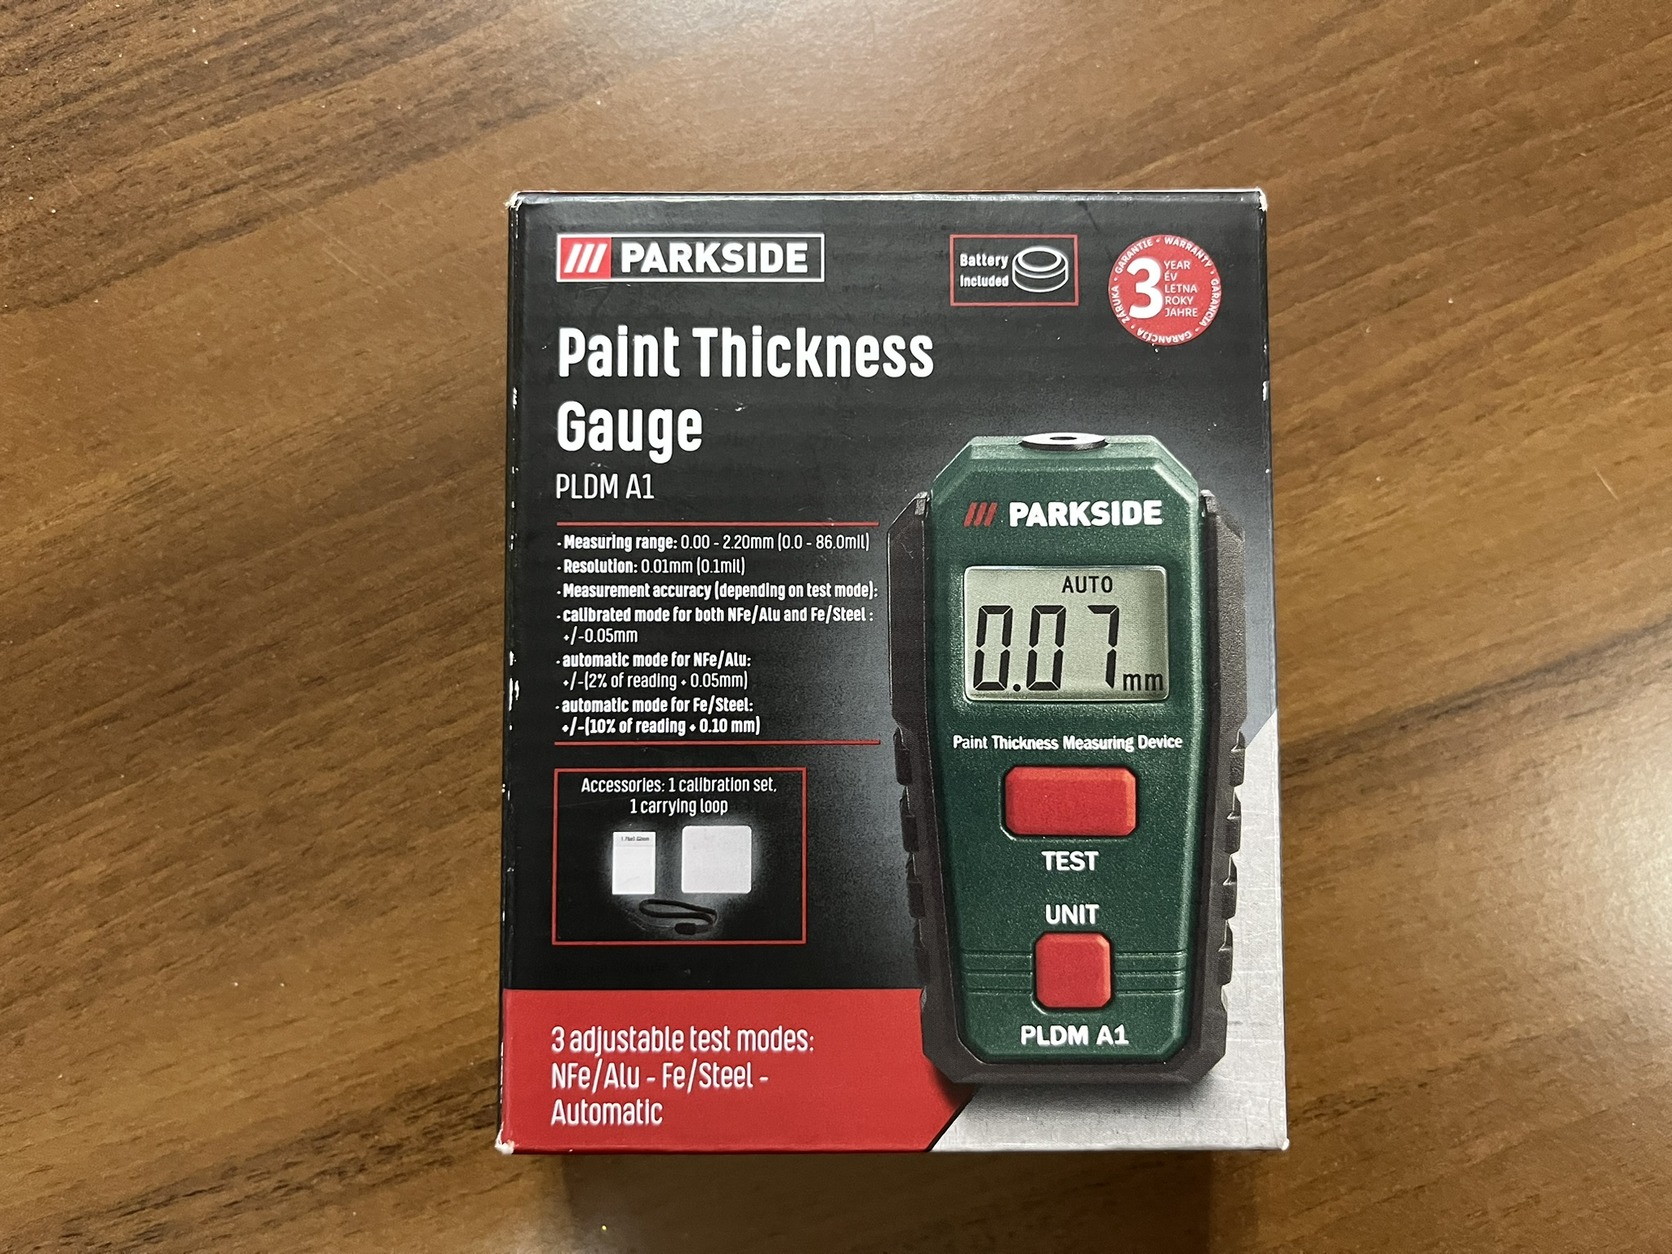 PARKSIDE
Battery
included
GARANTIE • WARRANTY • GARANCIA • GARANCIJA • ZÁRUKA •
3
YEAR
ÉV
LETNA
ROKY
JAHRE
Paint Thickness
Gauge
PLDM A1
· Measuring range: 0.00 - 2.20mm (0.0 - 86.0mil)
· Resolution: 0.01mm (0.1mil)
· Measurement accuracy (depending on test mode):
· calibrated mode for both NFe/Alu and Fe/Steel :
+/-0.05mm
· automatic mode for NFe/Alu:
+/-(2% of reading + 0.05mm)
· automatic mode for Fe/Steel:
+/-(10% of reading + 0.10 mm)
Accessories: 1 calibration set,
1 carrying loop
3 adjustable test modes:
NFe/Alu - Fe/Steel -
Automatic
PARKSIDE
AUTO
0.07 mm
Paint Thickness Measuring Device
TEST
UNIT
PLDM A1